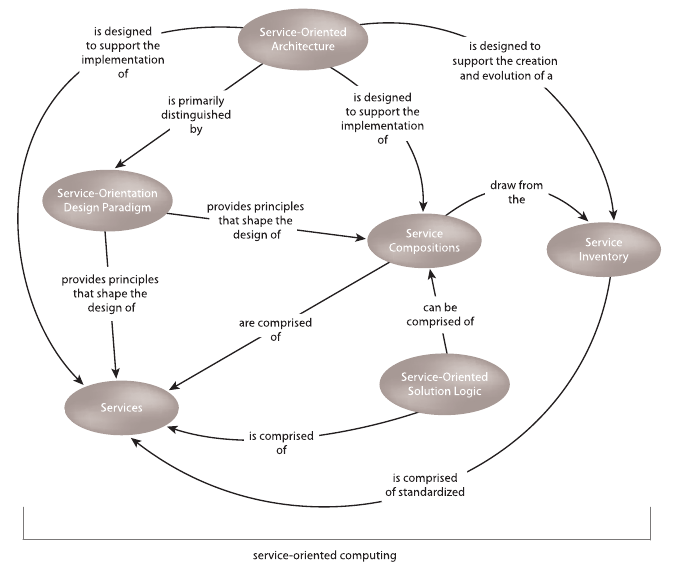 is designed
to support the
implementation
of
Service-Oriented
Architecture
is designed to
support the creation
and evolution of a
is primarily
distinguished
by
is designed
to support the
implementation
of
Service-Orientation
Design Paradigm
provides principles
that shape the
design of
draw from
the
Service
Compositions
Service
Inventory
provides principles
that shape the
design of
are comprised
of
can be
comprised of
Service-Oriented
Solution Logic
Services
is comprised
of
is comprised
of standardized
service-oriented computing